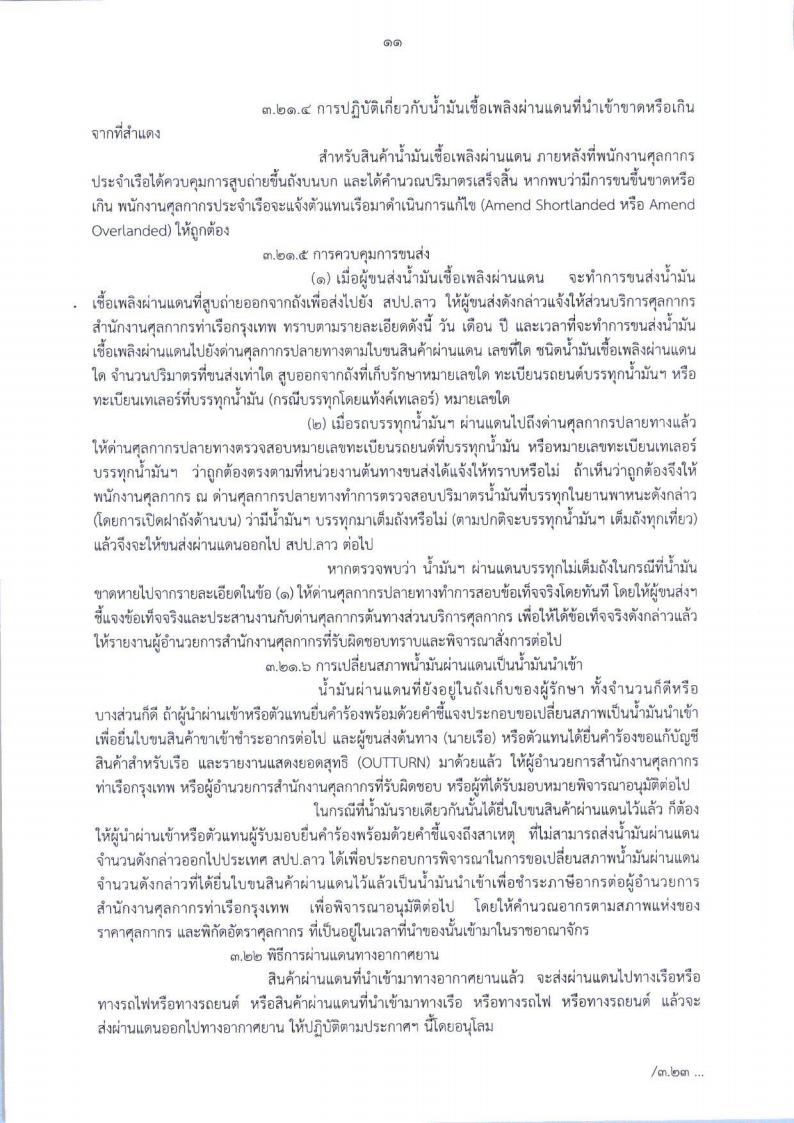 ๑๑
๓.๒๑.๔ การปฏิบัติเกี่ยวกับน้ำมันเชื้อเพลิงผ่านแดนที่นำเข้าขาดหรือเกิน
จากที่สำแดง
สำหรับสินค้าน้ำมันเชื้อเพลิงผ่านแดน ภายหลังที่พนักงานศุลกากร
ประจำเรือได้ควบคุมการสูบถ่ายขึ้นถังบนบก และได้คำนวณปริมาตรเสร็จสิ้น หากพบว่ามีการขนขึ้นขาดหรือ
เกิน พนักงานศุลกากรประจำเรือจะแจ้งตัวแทนเรือมาดำเนินการแก้ไข (Amend Shortlanded หรือ Amend
Overlanded) ให้ถูกต้อง
๓.๒๑.๕ การควบคุมการขนส่ง
(๑) เมื่อผู้ขนส่งน้ำมันเชื้อเพลิงผ่านแดน จะทำการขนส่งน้ำมัน
เชื้อเพลิงผ่านแดนที่สูบถ่ายออกจากถังเพื่อส่งไปยัง สปป.ลาว ให้ผู้ขนส่งดังกล่าวแจ้งให้ส่วนบริการศุลกากร
สำนักงานศุลกากรท่าเรือกรุงเทพ ทราบตามรายละเอียดดังนี้ วัน เดือน ปี และเวลาที่จะทำการขนส่งน้ำมัน
เชื้อเพลิงผ่านแดนไปยังด่านศุลกากรปลายทางตามใบขนสินค้าผ่านแดน เลขที่ใด ชนิดน้ำมันเชื้อเพลิงผ่านแดน
ใด จำนวนปริมาตรที่ขนส่งเท่าใด สูบออกจากถังที่เก็บรักษาหมายเลขใด ทะเบียนรถยนต์บรรทุกน้ำมันฯ หรือ
ทะเบียนเทเลอร์ที่บรรทุกน้ำมัน (กรณีบรรทุกโดยแท้งค์เทเลอร์) หมายเลขใด
(๒) เมื่อรถบรรทุกน้ำมันฯ ผ่านแดนไปถึงด่านศุลกากรปลายทางแล้ว
ให้ด่านศุลกากรปลายทางตรวจสอบหมายเลขทะเบียนรถยนต์ที่บรรทุกน้ำมัน หรือหมายเลขทะเบียนเทเลอร์
บรรทุกน้ำมันฯ ว่าถูกต้องตรงตามที่หน่วยงานต้นทางขนส่งได้แจ้งให้ทราบหรือไม่ ถ้าเห็นว่าถูกต้องจึงให้
พนักงานศุลกากร ณ ด่านศุลกากรปลายทางทำการตรวจสอบปริมาตรน้ำมันที่บรรทุกในยานพาหนะดังกล่าว
(โดยการเปิดฝาถังด้านบน) ว่ามีน้ำมันฯ บรรทุกมาเต็มถังหรือไม่ (ตามปกติจะบรรทุกน้ำมันฯ เต็มถังทุกเที่ยว)
แล้วจึงจะให้ขนส่งผ่านแดนออกไป สปป.ลาว ต่อไป
หากตรวจพบว่า น้ำมันฯ ผ่านแดนบรรทุกไม่เต็มถังในกรณีที่น้ำมัน
ขาดหายไปจากรายละเอียดในข้อ (๑) ให้ด่านศุลกากรปลายทางทำการสอบข้อเท็จจริงโดยทันที โดยให้ผู้ขนส่งฯ
ชี้แจงข้อเท็จจริงและประสานงานกับด่านศุลกากรต้นทางส่วนบริการศุลกากร เพื่อให้ได้ข้อเท็จจริงดังกล่าวแล้ว
ให้รายงานผู้อำนวยการสำนักงานศุลกากรที่รับผิดชอบทราบและพิจารณาสั่งการต่อไป
๓.๒๑.๖ การเปลี่ยนสภาพน้ำมันผ่านแดนเป็นน้ำมันนำเข้า
น้ำมันผ่านแดนที่ยังอยู่ในถังเก็บของผู้รักษา ทั้งจำนวนก็ดีหรือ
บางส่วนก็ดี ถ้าผู้นำผ่านเข้าหรือตัวแทนยื่นคำร้องพร้อมด้วยคำชี้แจงประกอบขอเปลี่ยนสภาพเป็นน้ำมันนำเข้า
เพื่อยื่นใบขนสินค้าขาเข้าชำระอากรต่อไป และผู้ขนส่งต้นทาง (นายเรือ) หรือตัวแทนได้ยื่นคำร้องขอแก้บัญชี
สินค้าสำหรับเรือ และรายงานแสดงยอดสุทธิ (OUTTURN) มาด้วยแล้ว ให้ผู้อำนวยการสำนักงานศุลกากร
ท่าเรือกรุงเทพ หรือผู้อำนวยการสำนักงานศุลกากรที่รับผิดชอบ หรือผู้ที่ได้รับมอบหมายพิจารณาอนุมัติต่อไป
ในกรณีที่น้ำมันรายเดียวกันนั้นได้ยื่นใบขนสินค้าผ่านแดนไว้แล้ว ก็ต้อง
ให้ผู้นำผ่านเข้าหรือตัวแทนผู้รับมอบยื่นคำร้องพร้อมด้วยคำชี้แจงถึงสาเหตุ ที่ไม่สามารถส่งน้ำมันผ่านแดน
จำนวนดังกล่าวออกไปประเทศ สปป.ลาว ได้เพื่อประกอบการพิจารณาในการขอเปลี่ยนสภาพน้ำมันผ่านแดน
จำนวนดังกล่าวที่ได้ยื่นใบขนสินค้าผ่านแดนไว้แล้วเป็นน้ำมันนำเข้าเพื่อชำระภาษีอากรต่อผู้อำนวยการ
สำนักงานศุลกากรท่าเรือกรุงเทพ เพื่อพิจารณาอนุมัติต่อไป โดยให้คำนวณอากรตามสภาพแห่งของ
ราคาศุลกากร และพิกัดอัตราศุลกากร ที่เป็นอยู่ในเวลาที่นำของนั้นเข้ามาในราชอาณาจักร
๓.๒๒ พิธีการผ่านแดนทางอากาศยาน
สินค้าผ่านแดนที่นำเข้ามาทางอากาศยานแล้ว จะส่งผ่านแดนไปทางเรือหรือ
ทางรถไฟหรือทางรถยนต์ หรือสินค้าผ่านแดนที่นำเข้ามาทางเรือ หรือทางรถไฟ หรือทางรถยนต์ แล้วจะ
ส่งผ่านแดนออกไปทางอากาศยาน ให้ปฏิบัติตามประกาศฯ นี้โดยอนุโลม
/๓.๒๓ ...